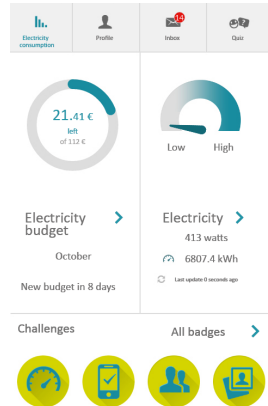 Electricity consumption
Profile
14
Inbox
Quiz
21.41 €
left
of 112 €
Low High
Electricity budget
October
New budget in 8 days
Electricity
413 watts
6807.4 kWh
Last update 0 seconds ago
Challenges
All badges